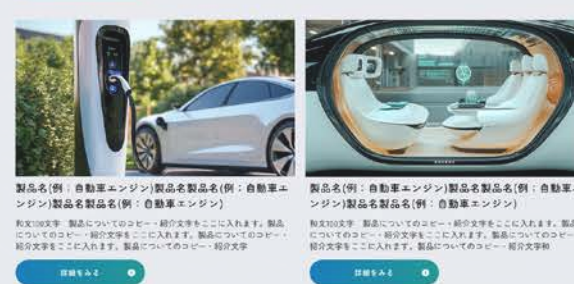 製品名(例：自動車エンジン)製品名製品名(例：自動車エ
ンジン)製品名製品名(例：自動車エンジン)
和文100文字　製品についてのコピー・紹介文字をここに入れます。製品
についてのコピー・紹介文字をここに入れます。製品についてのコピー・
紹介文字をここに入れます。製品についてのコピー・紹介文字
詳細をみる
製品名(例：自動車エンジン)製品名製品名(例：自動車エ
ンジン)製品名製品名(例：自動車エンジン)
和文100文字　製品についてのコピー・紹介文字をここに入れます。製品
についてのコピー・紹介文字をここに入れます。製品についてのコピー・
紹介文字をここに入れます。製品についてのコピー・紹介文字和
詳細をみる